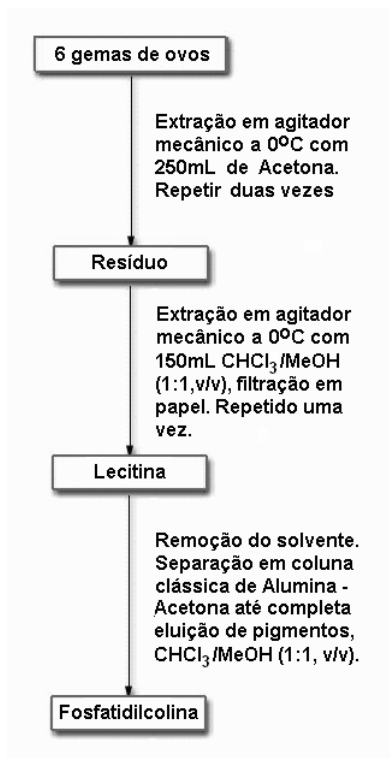 6 gemas de ovos
Extração em agitador
mecânico a 0ºC com
250mL de Acetona.
Repetir duas vezes
Resíduo
Extração em agitador
mecânico a 0ºC com
150mL CHCl₃/MeOH
(1:1,v/v), filtração em
papel. Repetido uma
vez.
Lecitina
Remoção do solvente.
Separação em coluna
clássica de Alumina -
Acetona até completa
eluição de pigmentos,
CHCl₃/MeOH (1:1, v/v).
Fosfatidilcolina